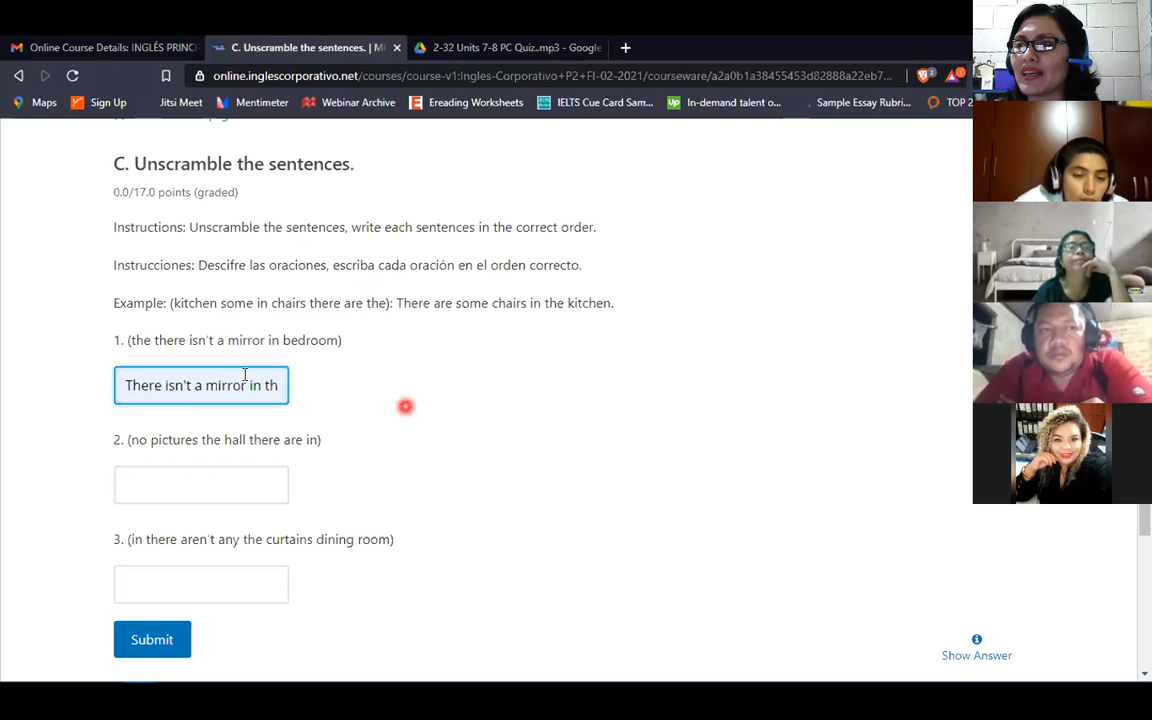 Online Course Details: INGLÉS PRINCI
C. Unscramble the sentences. | M
2-32 Units 7-8 PC Quiz..mp3 - Google
online.inglescorporativo.net/courses/course-v1:Ingles-Corporativo+P2+FI-02-2021/courseware/a2a0b1a38455453d82888a22eb7...
2
1
Maps Sign Up Jitsi Meet Mentimeter Webinar Archive Ereading Worksheets IELTS Cue Card Sam... In-demand talent o... Sample Essay Rubri... TOP 2
C. Unscramble the sentences.
0.0/17.0 points (graded)
Instructions: Unscramble the sentences, write each sentences in the correct order.
Instrucciones: Descifre las oraciones, escriba cada oración en el orden correcto.
Example: (kitchen some in chairs there are the): There are some chairs in the kitchen.
1. (the there isn't a mirror in bedroom)
There isn't a mirror in th
2. (no pictures the hall there are in)
3. (in there aren't any the curtains dining room)
Submit
Show Answer